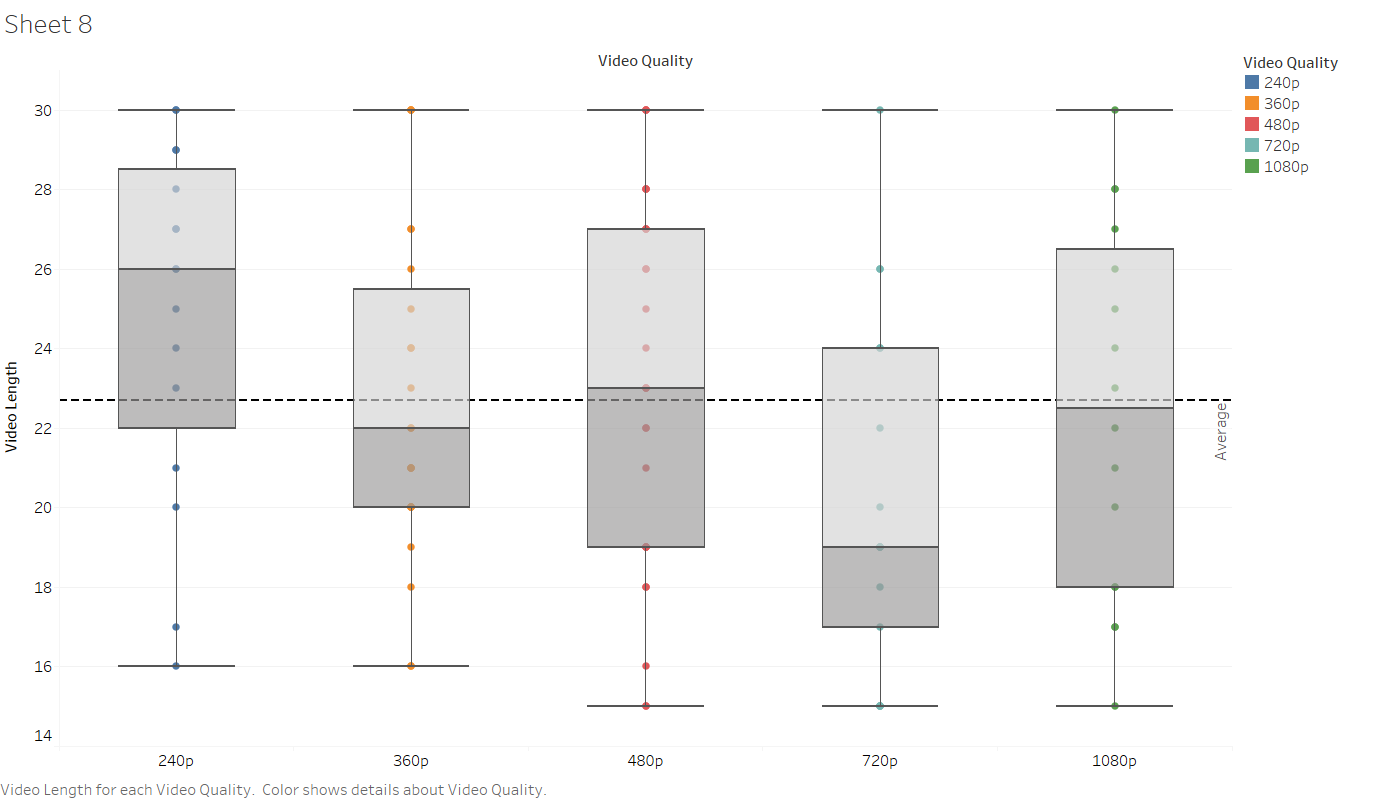 Sheet 8
Video Quality
Video Quality
240p
360p
480p
720p
1080p
Video Length
30
28
26
24
22
20
18
16
14
Average
240p 360p 480p 720p 1080p
Video Length for each Video Quality. Color shows details about Video Quality.